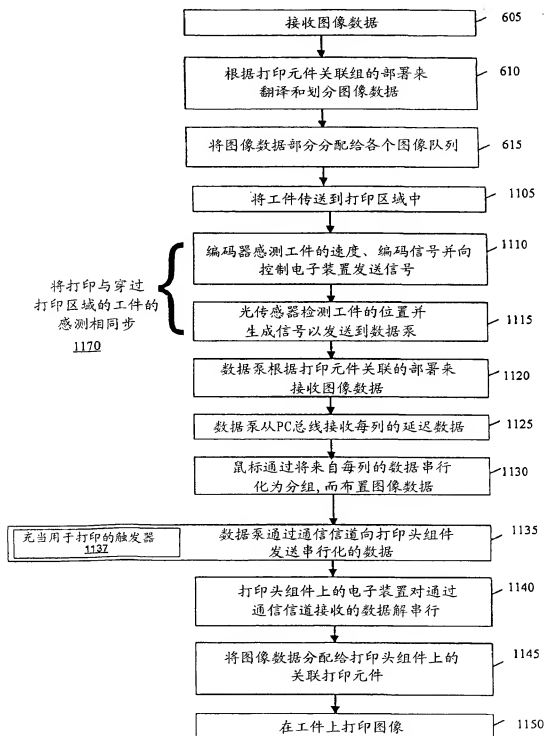 接收图像数据
605
根据打印元件关联组的部署来
翻译和划分图像数据
610
将图像数据部分分配给各个图像队列
615
将工件传送到打印区域中
1105
编码器感测工件的速度、编码信号并向
控制电子装置发送信号
1110
将打印与穿过
打印区域的工件的
感测相同步
1170
光传感器检测工件的位置并
生成信号以发送到数据泵
1115
数据泵根据打印元件关联的部署来
接收图像数据
1120
数据泵从PC总线接收每列的延迟数据
1125
鼠标通过将来自每列的数据串行
化为分组,而布置图像数据
1130
充当用于打印的触发器
1137
数据泵通过通信信道向打印头组件
发送串行化的数据
1135
打印头组件上的电子装置对通过
通信信道接收的数据解串行
1140
将图像数据分配给打印头组件上的
关联打印元件
1145
在工件上打印图像
1150